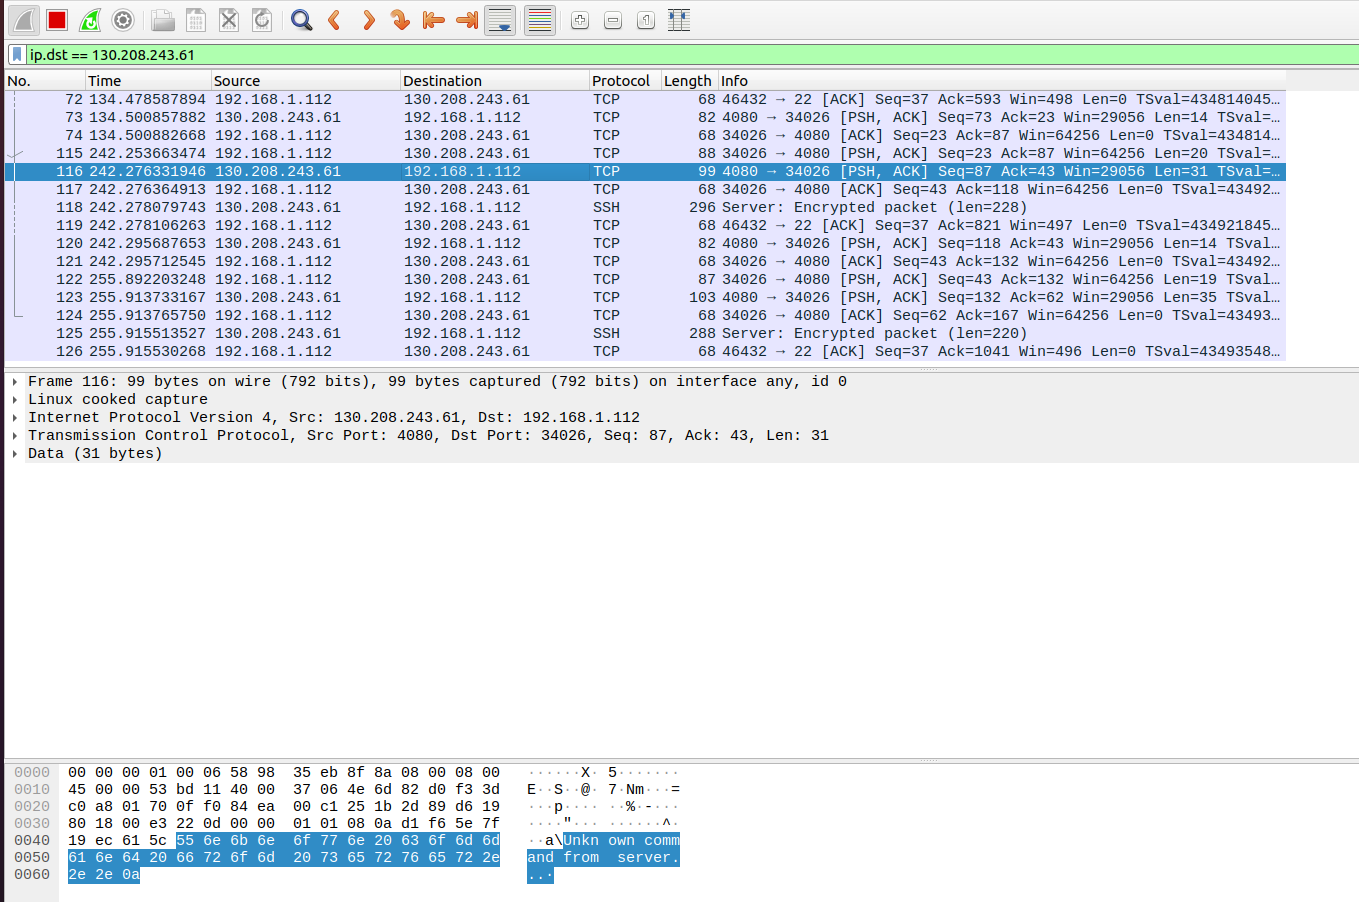 ip.dst == 130.208.243.61
No. Time Source Destination Protocol Length Info
72 134.478587894 192.168.1.112 130.208.243.61 TCP 68 46432 → 22 [ACK] Seq=37 Ack=593 Win=498 Len=0 TSval=434814045…
73 134.500857882 130.208.243.61 192.168.1.112 TCP 82 4080 → 34026 [PSH, ACK] Seq=73 Ack=23 Win=29056 Len=14 TSval=…
74 134.500882668 192.168.1.112 130.208.243.61 TCP 68 34026 → 4080 [ACK] Seq=23 Ack=87 Win=64256 Len=0 TSval=434814…
115 242.253663474 192.168.1.112 130.208.243.61 TCP 88 34026 → 4080 [PSH, ACK] Seq=23 Ack=87 Win=64256 Len=20 TSval=…
116 242.276331946 130.208.243.61 192.168.1.112 TCP 99 4080 → 34026 [PSH, ACK] Seq=87 Ack=43 Win=29056 Len=31 TSval=…
117 242.276364913 192.168.1.112 130.208.243.61 TCP 68 34026 → 4080 [ACK] Seq=43 Ack=118 Win=64256 Len=0 TSval=43492…
118 242.278079743 130.208.243.61 192.168.1.112 SSH 296 Server: Encrypted packet (len=228)
119 242.278106263 192.168.1.112 130.208.243.61 TCP 68 46432 → 22 [ACK] Seq=37 Ack=821 Win=497 Len=0 TSval=434921845…
120 242.295687653 130.208.243.61 192.168.1.112 TCP 82 4080 → 34026 [PSH, ACK] Seq=118 Ack=43 Win=29056 Len=14 TSval…
121 242.295712545 192.168.1.112 130.208.243.61 TCP 68 34026 → 4080 [ACK] Seq=43 Ack=132 Win=64256 Len=0 TSval=43492…
122 255.892203248 192.168.1.112 130.208.243.61 TCP 87 34026 → 4080 [PSH, ACK] Seq=43 Ack=132 Win=64256 Len=19 TSval…
123 255.913733167 130.208.243.61 192.168.1.112 TCP 103 4080 → 34026 [PSH, ACK] Seq=132 Ack=62 Win=29056 Len=35 TSval…
124 255.913765750 192.168.1.112 130.208.243.61 TCP 68 34026 → 4080 [ACK] Seq=62 Ack=167 Win=64256 Len=0 TSval=43493…
125 255.915513527 130.208.243.61 192.168.1.112 SSH 288 Server: Encrypted packet (len=220)
126 255.915530268 192.168.1.112 130.208.243.61 TCP 68 46432 → 22 [ACK] Seq=37 Ack=1041 Win=496 Len=0 TSval=43493548…
Frame 116: 99 bytes on wire (792 bits), 99 bytes captured (792 bits) on interface any, id 0
Linux cooked capture
Internet Protocol Version 4, Src: 130.208.243.61, Dst: 192.168.1.112
Transmission Control Protocol, Src Port: 4080, Dst Port: 34026, Seq: 87, Ack: 43, Len: 31
Data (31 bytes)
0000 00 00 00 01 00 06 58 98 35 eb 8f 8a 08 00 08 00 ······X· 5·······
0010 45 00 00 53 bd 11 40 00 37 06 4e 6d 82 d0 f3 3d E··S··@· 7·Nm···=
0020 c0 a8 01 70 0f f0 84 ea 00 c1 25 1b 2d 89 d6 19 ···p···· ··%·-···
0030 80 18 00 e3 22 0d 00 00 01 01 08 0a d1 f6 5e 7f ····"··· ······^·
0040 19 ec 61 5c 55 6e 6b 6e 6f 77 6e 20 63 6f 6d 6d ··a\Unkn own comm
0050 61 6e 64 20 66 72 6f 6d 20 73 65 72 76 65 72 2e and from server.
0060 2e 2e 0a ..·